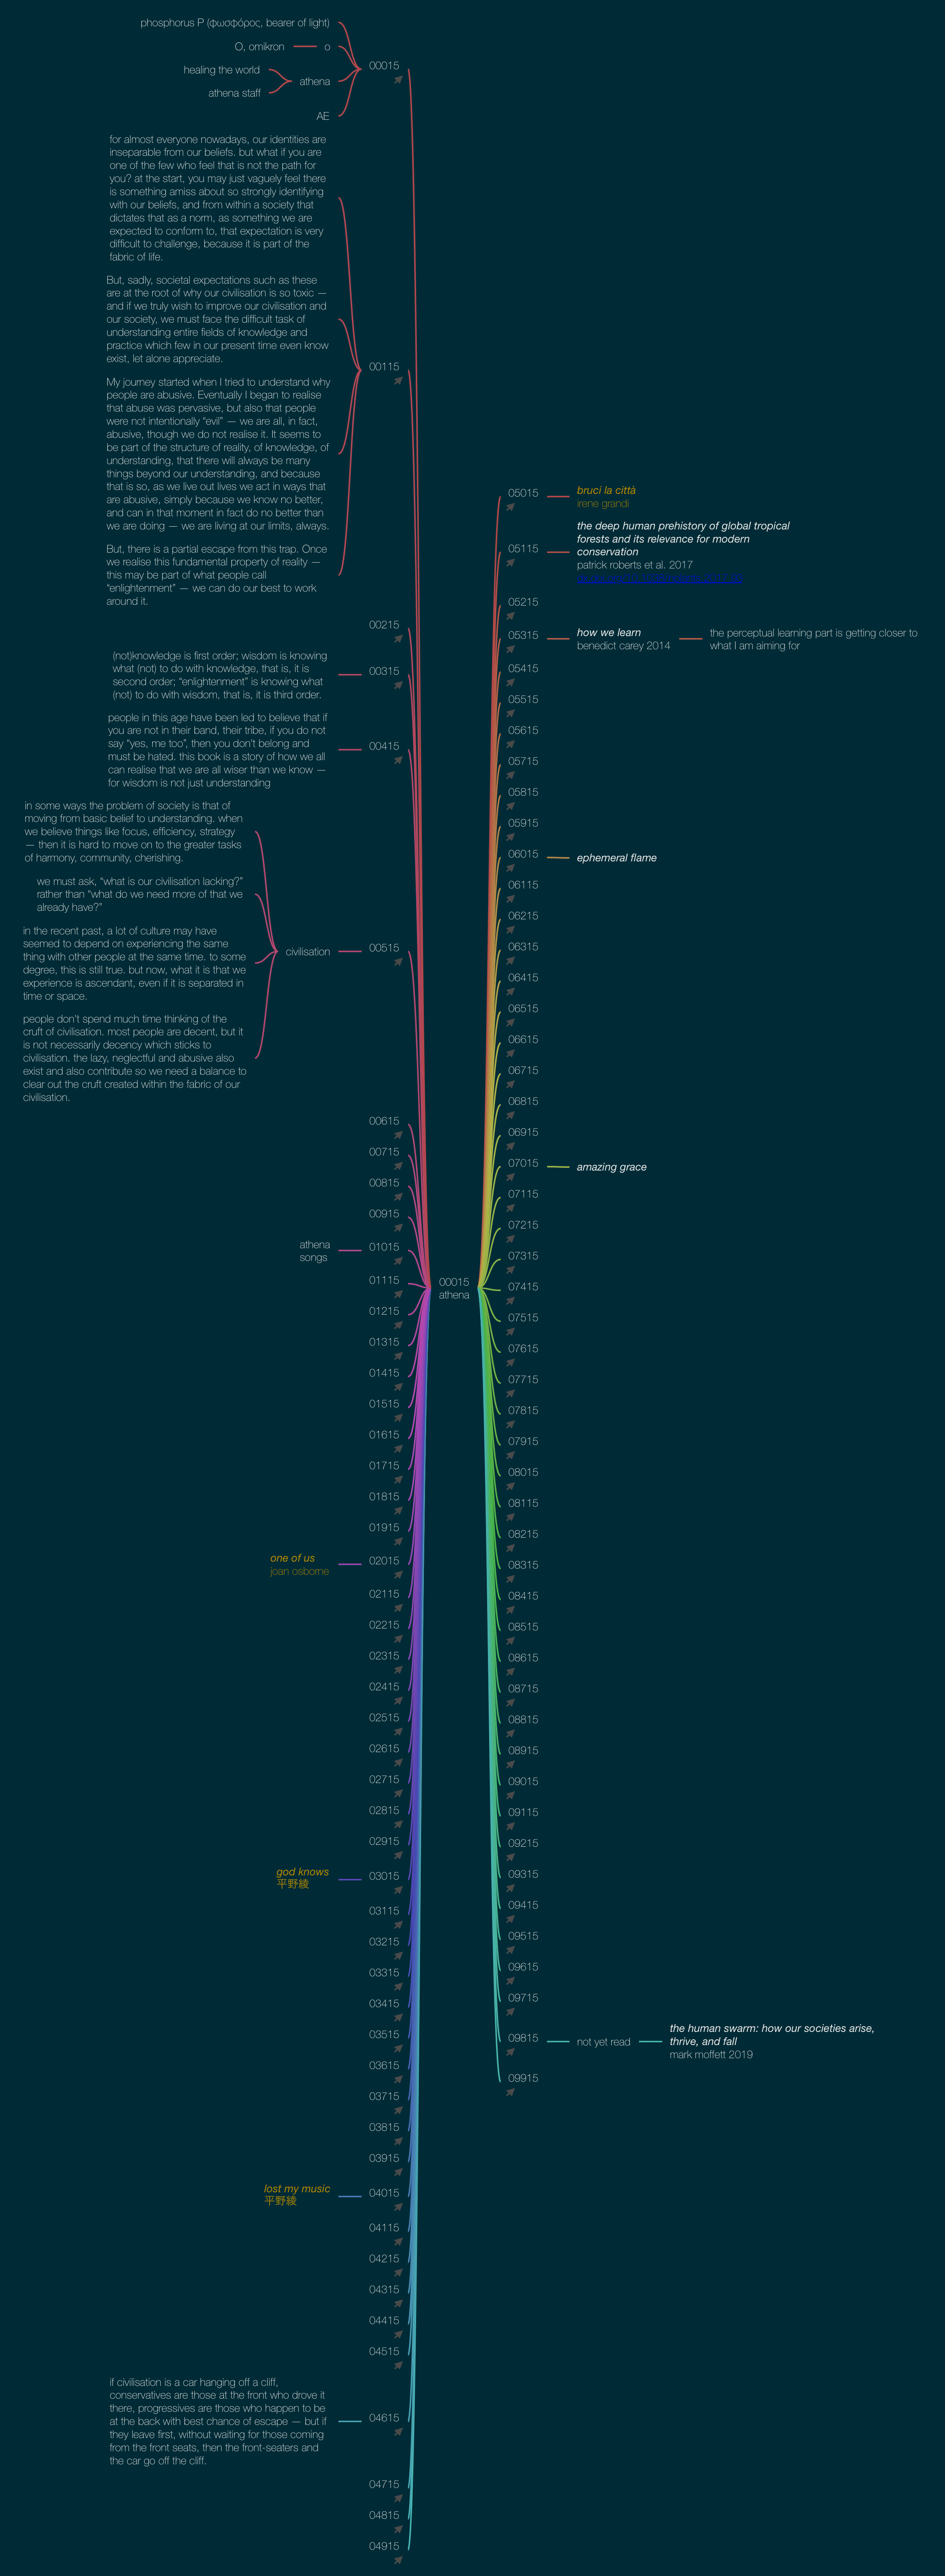 phosphorus P (φωσφόρος, bearer of light)
O, omikron
o
healing the world
athena staff
athena
AE
00015
for almost everyone nowadays, our identities are
inseparable from our beliefs. but what if you are
one of the few who feel that is not the path for
you? at the start, you may just vaguely feel there
is something amiss about so strongly identifying
with our beliefs, and from within a society that
dictates that as a norm, as something we are
expected to conform to, that expectation is very
difficult to challenge, because it is part of the
fabric of life.
But, sadly, societal expectations such as these
are at the root of why our civilisation is so toxic —
and if we truly wish to improve our civilisation and
our society, we must face the difficult task of
understanding entire fields of knowledge and
practice which few in our present time even know
exist, let alone appreciate.
My journey started when I tried to understand why
people are abusive. Eventually I began to realise
that abuse was pervasive, but also that people
were not intentionally “evil” — we are all, in fact,
abusive, though we do not realise it. It seems to
be part of the structure of reality, of knowledge, of
understanding, that there will always be many
things beyond our understanding, and because
that is so, as we live out lives we act in ways that
are abusive, simply because we know no better,
and can in that moment in fact do no better than
we are doing — we are living at our limits, always.
But, there is a partial escape from this trap. Once
we realise this fundamental property of reality —
this may be part of what people call
“enlightenment” — we can do our best to work
around it.
00115
00215
(not)knowledge is first order; wisdom is knowing
what (not) to do with knowledge, that is, it is
second order; “enlightenment” is knowing what
(not) to do with wisdom, that is, it is third order.
00315
people in this age have been led to believe that if
you are not in their band, their tribe, if you do not
say “yes, me too”, then you don't belong and
must be hated. this book is a story of how we all
can realise that we are all wiser than we know —
for wisdom is not just understanding
00415
in some ways the problem of society is that of
moving from basic belief to understanding. when
we believe things like focus, efficiency, strategy
— then it is hard to move on to the greater tasks
of harmony, community, cherishing.
we must ask, “what is our civilisation lacking?”
rather than “what do we need more of that we
already have?”
in the recent past, a lot of culture may have
seemed to depend on experiencing the same
thing with other people at the same time. to some
degree, this is still true. but now, what it is that we
experience is ascendant, even if it is separated in
time or space.
people don't spend much time thinking of the
cruft of civilisation. most people are decent, but it
is not necessarily decency which sticks to
civilisation. the lazy, neglectful and abusive also
exist and also contribute so we need a balance to
clear out the cruft created within the fabric of our
civilisation.
civilisation
00515
00615
00715
00815
00915
athena
songs
01015
01115
01215
01315
01415
01515
01615
01715
01815
01915
one of us
joan osborne
02015
02115
02215
02315
02415
02515
02615
02715
02815
02915
god knows
平野綾
03015
03115
03215
03315
03415
03515
03615
03715
03815
03915
lost my music
平野綾
04015
04115
04215
04315
04415
04515
if civilisation is a car hanging off a cliff,
conservatives are those at the front who drove it
there, progressives are those who happen to be
at the back with best chance of escape — but if
they leave first, without waiting for those coming
from the front seats, then the front-seaters and
the car go off the cliff.
04615
04715
04815
04915
00015
athena
05015
bruci la città
irene grandi
05115
the deep human prehistory of global tropical
forests and its relevance for modern
conservation
patrick roberts et al. 2017
05215
05315
how we learn
benedict carey 2014
the perceptual learning part is getting closer to
what I am aiming for
05415
05515
05615
05715
05815
05915
06015
ephemeral flame
06115
06215
06315
06415
06515
06615
06715
06815
06915
07015
amazing grace
07115
07215
07315
07415
07515
07615
07715
07815
07915
08015
08115
08215
08315
08415
08515
08615
08715
08815
08915
09015
09115
09215
09315
09415
09515
09615
09715
09815
not yet read
the human swarm: how our societies arise,
thrive, and fall
mark moffett 2019
09915